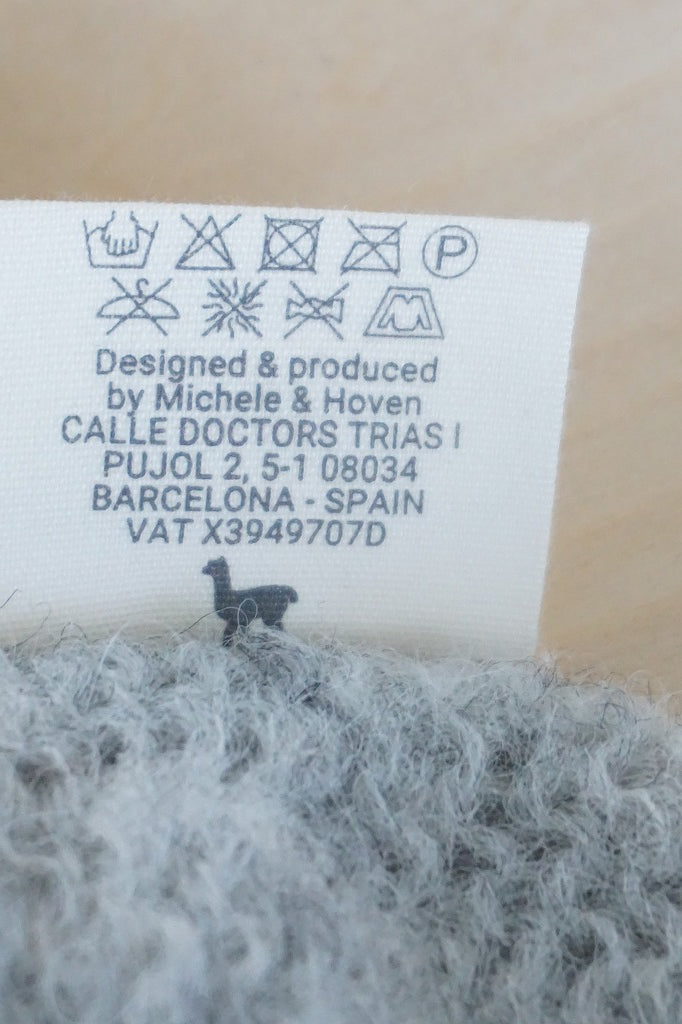 P
Designed & produced
by Michele & Hoven
CALLE DOCTORS TRIAS I
PUJOL 2, 5-1 08034
BARCELONA - SPAIN
VAT X3949707D